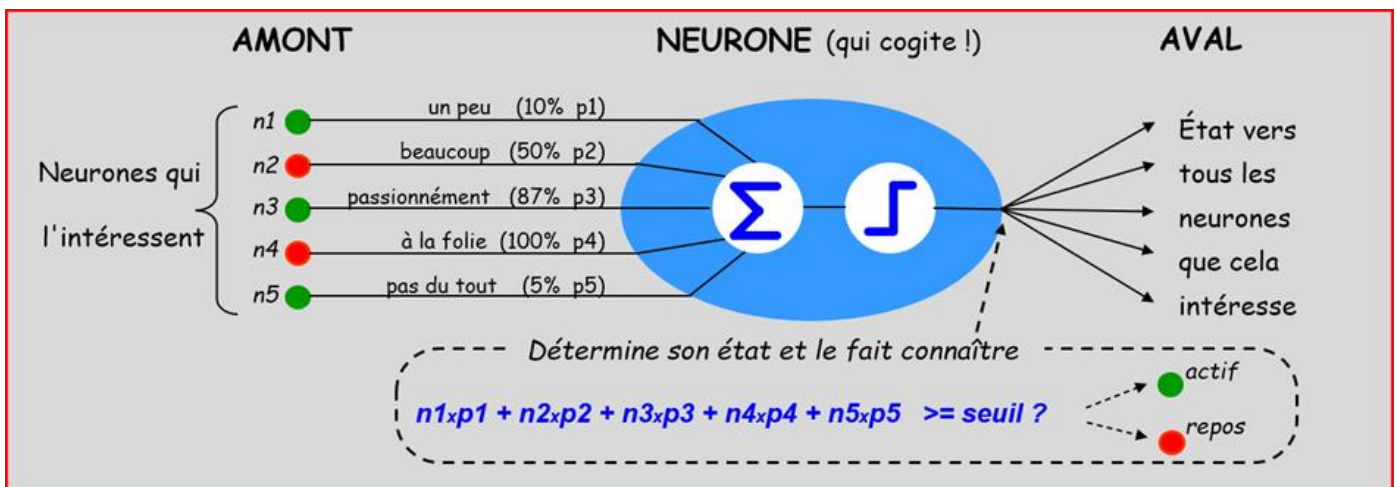 AMONT
NEURONE (qui cogite !)
AVAL
Neurones qui
l'intéressent
n1 un peu (10% p1)
n2 beaucoup (50% p2)
n3 passionnément (87% p3)
n4 à la folie (100% p4)
n5 pas du tout (5% p5)
Σ
État vers
tous les
neurones
que cela
intéresse
Détermine son état et le fait connaître
n1xp1 + n2xp2 + n3xp3 + n4xp4 + n5xp5 >= seuil ?
actif
repos